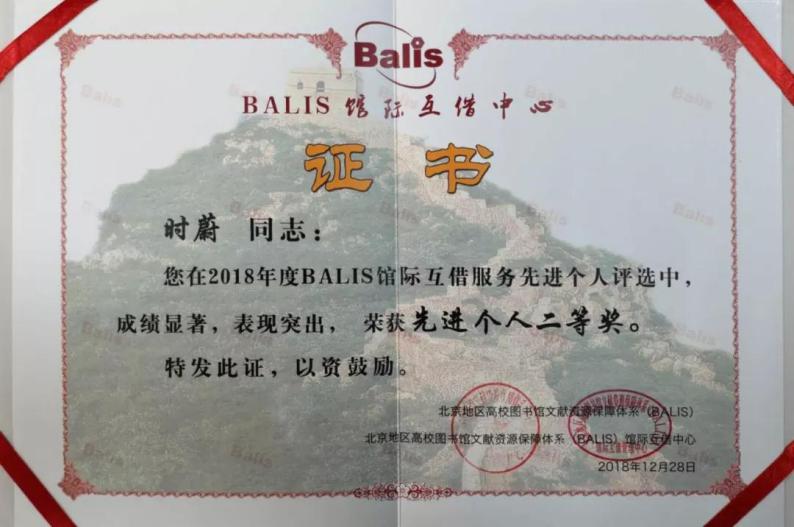 Balis
BALIS 馆际互借中心
证书
时蔚 同志：
您在2018年度BALIS馆际互借服务先进个人评选中，
成绩显著，表现突出， 荣获先进个人二等奖。
特发此证，以资鼓励。
北京地区高校图书馆文献资源保障体系（BALIS）
北京地区高校图书馆文献资源保障体系（BALIS）馆际互借中心
2018年12月28日